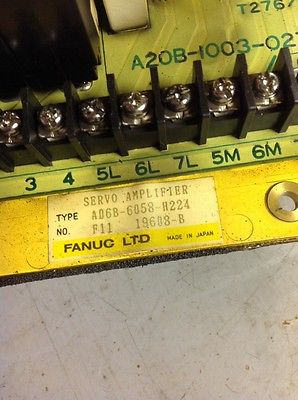 T276/
A20B-1003-02
3 4 5L 6L 7L 5M 6M
SERVO AMPLIFIER
TYPE A06B-6058-H224
NO. F11. 19608-B
FANUC LTD MADE IN JAPAN